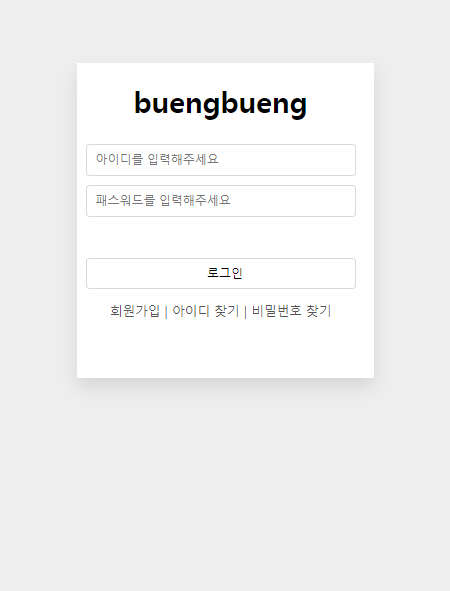 buengbueng
아이디를 입력해주세요
패스워드를 입력해주세요
로그인
회원가입 | 아이디 찾기 | 비밀번호 찾기